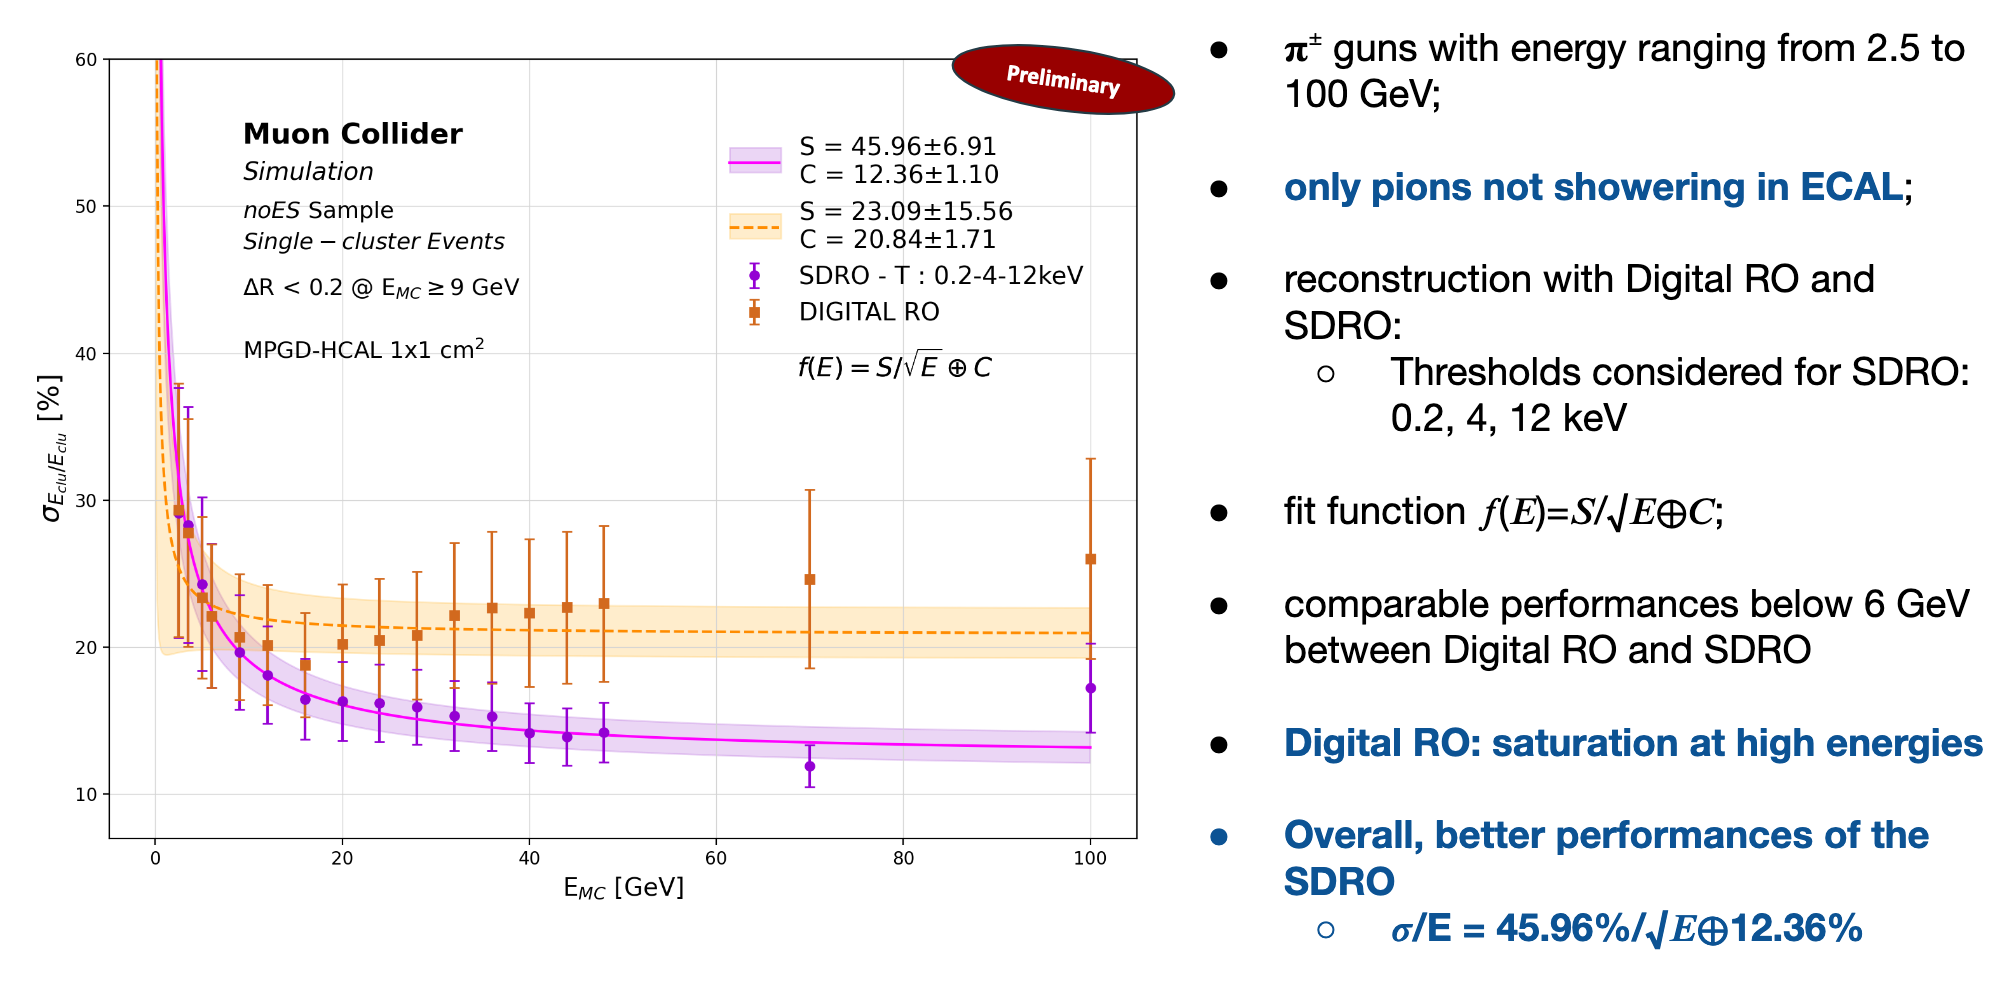 Preliminary
Muon Collider
Simulation
noES Sample
Single − cluster Events
ΔR < 0.2 @ E_MC ≥ 9 GeV
MPGD-HCAL 1x1 cm²
S = 45.96±6.91
C = 12.36±1.10
S = 23.09±15.56
C = 20.84±1.71
SDRO - T : 0.2-4-12keV
DIGITAL RO
f(E) = S/√E ⊕ C
60
50
40
30
20
10
σ_E_clu/E_clu [%]
0 20 40 60 80 100
E_MC [GeV]
● π± guns with energy ranging from 2.5 to
100 GeV;
● only pions not showering in ECAL;
● reconstruction with Digital RO and
SDRO:
○ Thresholds considered for SDRO:
0.2, 4, 12 keV
● fit function f(E)=S/√E⊕C;
● comparable performances below 6 GeV
between Digital RO and SDRO
● Digital RO: saturation at high energies
● Overall, better performances of the
SDRO
○ σ/E = 45.96%/√E⊕12.36%